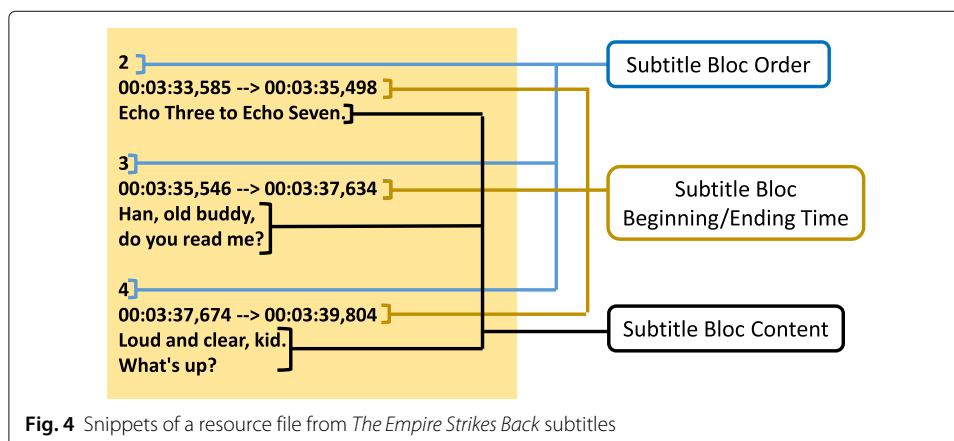 2
00:03:33,585 --> 00:03:35,498
Echo Three to Echo Seven.
3
00:03:35,546 --> 00:03:37,634
Han, old buddy,
do you read me?
4
00:03:37,674 --> 00:03:39,804
Loud and clear, kid.
What's up?
Subtitle Bloc Order
Subtitle Bloc
Beginning/Ending Time
Subtitle Bloc Content
Fig. 4 Snippets of a resource file from The Empire Strikes Back subtitles